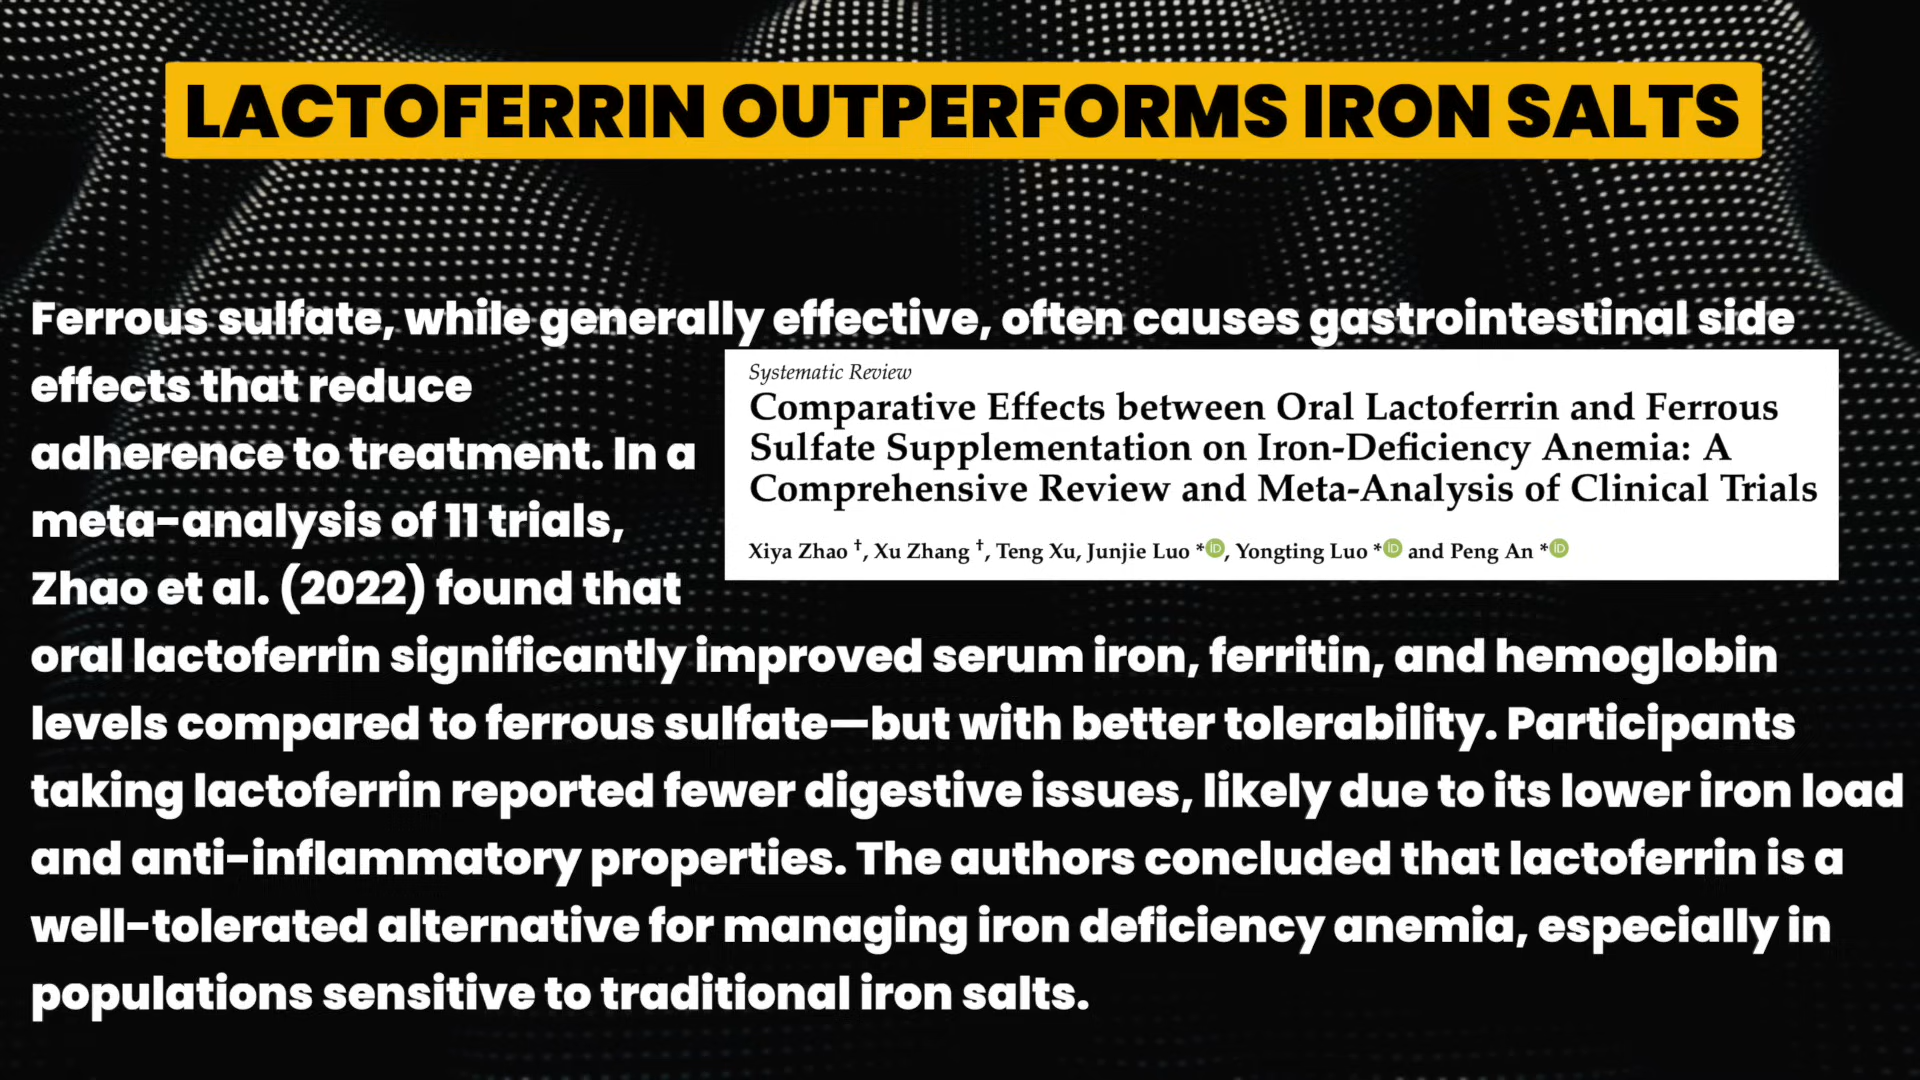 LACTOFERRIN OUTPERFORMS IRON SALTS
Ferrous sulfate, while generally effective, often causes gastrointestinal side
effects that reduce
adherence to treatment. In a
meta-analysis of 11 trials,
Zhao et al. (2022) found that
oral lactoferrin significantly improved serum iron, ferritin, and hemoglobin
levels compared to ferrous sulfate—but with better tolerability. Participants
taking lactoferrin reported fewer digestive issues, likely due to its lower iron load
and anti-inflammatory properties. The authors concluded that lactoferrin is a
well-tolerated alternative for managing iron deficiency anemia, especially in
populations sensitive to traditional iron salts.
Systematic Review
Comparative Effects between Oral Lactoferrin and Ferrous
Sulfate Supplementation on Iron-Deficiency Anemia: A
Comprehensive Review and Meta-Analysis of Clinical Trials
Xiya Zhao †, Xu Zhang †, Teng Xu, Junjie Luo * iD, Yongting Luo * iD and Peng An * iD